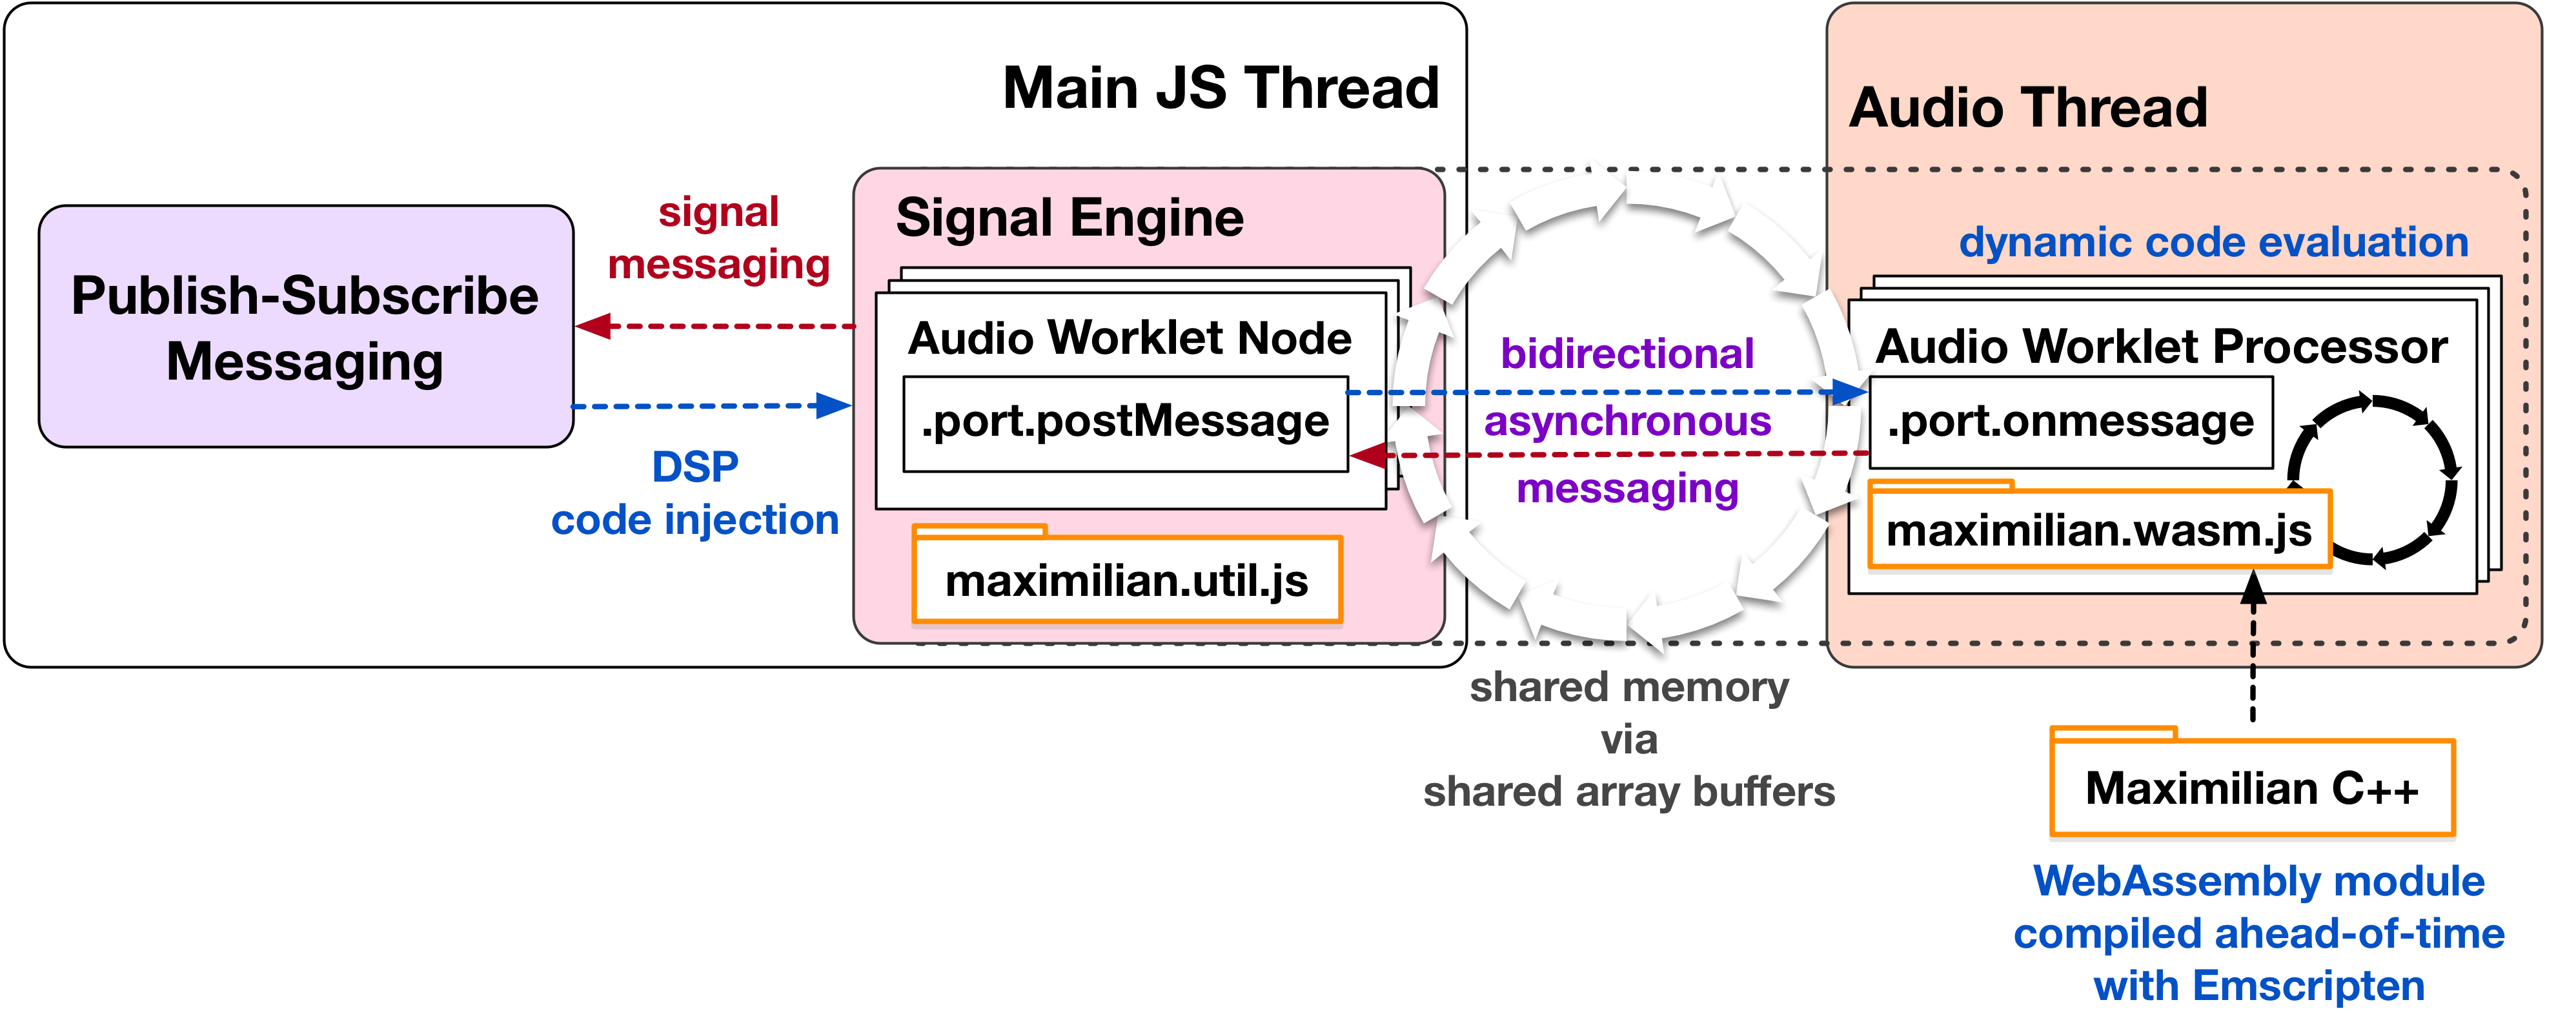 Main JS Thread
Audio Thread
signal
messaging
Publish-Subscribe
Messaging
DSP
code injection
Signal Engine
Audio Worklet Node
.port.postMessage
maximilian.util.js
bidirectional
asynchronous
messaging
shared memory
via
shared array buffers
dynamic code evaluation
Audio Worklet Processor
.port.onmessage
maximilian.wasm.js
Maximilian C++
WebAssembly module
compiled ahead-of-time
with Emscripten